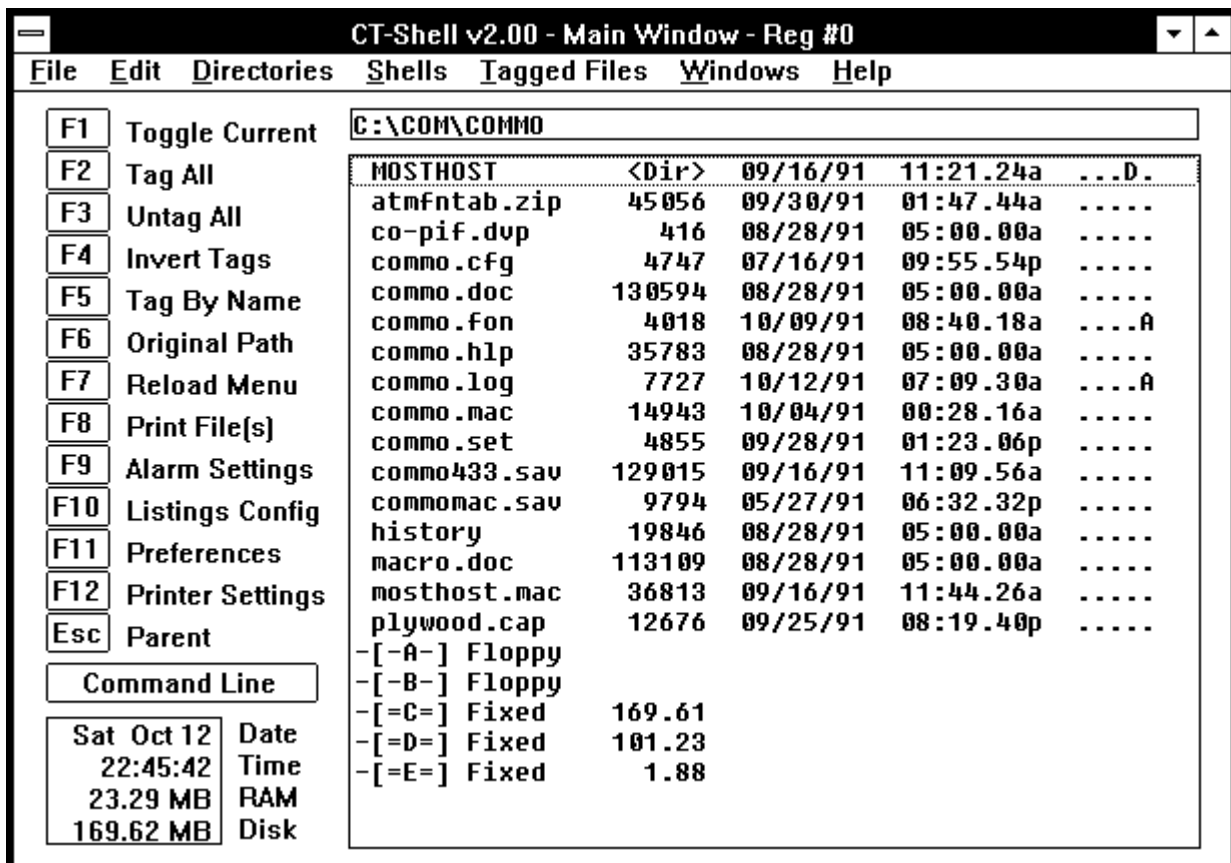 CT-Shell v2.00 - Main Window - Reg #0
File Edit Directories Shells Tagged Files Windows Help
F1 Toggle Current
F2 Tag All
F3 Untag All
F4 Invert Tags
F5 Tag By Name
F6 Original Path
F7 Reload Menu
F8 Print File(s)
F9 Alarm Settings
F10 Listings Config
F11 Preferences
F12 Printer Settings
Esc Parent
Command Line
Sat Oct 12 Date
22:45:42 Time
23.29 MB RAM
169.62 MB Disk
C:\COM\COMMO
MOSTHOST <Dir> 09/16/91 11:21.24a ...D.
atmfntab.zip 45056 09/30/91 01:47.44a .....
co-pif.dvp 416 08/28/91 05:00.00a .....
commo.cfg 4747 07/16/91 09:55.54p .....
commo.doc 130594 08/28/91 05:00.00a .....
commo.fon 4018 10/09/91 08:40.18a ....A
commo.hlp 35783 08/28/91 05:00.00a .....
commo.log 7727 10/12/91 07:09.30a ....A
commo.mac 14943 10/04/91 00:28.16a .....
commo.set 4855 09/28/91 01:23.06p .....
commo433.sav 129015 09/16/91 11:09.56a .....
commomac.sav 9794 05/27/91 06:32.32p .....
history 19846 08/28/91 05:00.00a .....
macro.doc 113109 08/28/91 05:00.00a .....
mosthost.mac 36813 09/16/91 11:44.26a .....
plywood.cap 12676 09/25/91 08:19.40p .....
-[-A-] Floppy
-[-B-] Floppy
-[=C=] Fixed 169.61
-[=D=] Fixed 101.23
-[=E=] Fixed 1.88